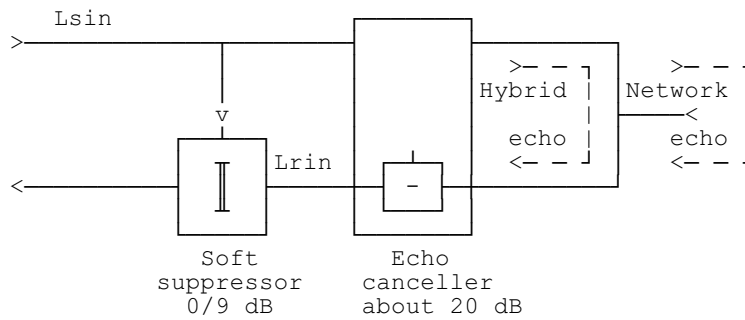 Lsin
Hybrid
Network
echo
echo
Lrin
Soft
suppressor
0/9 dB
Echo
canceller
about 20 dB